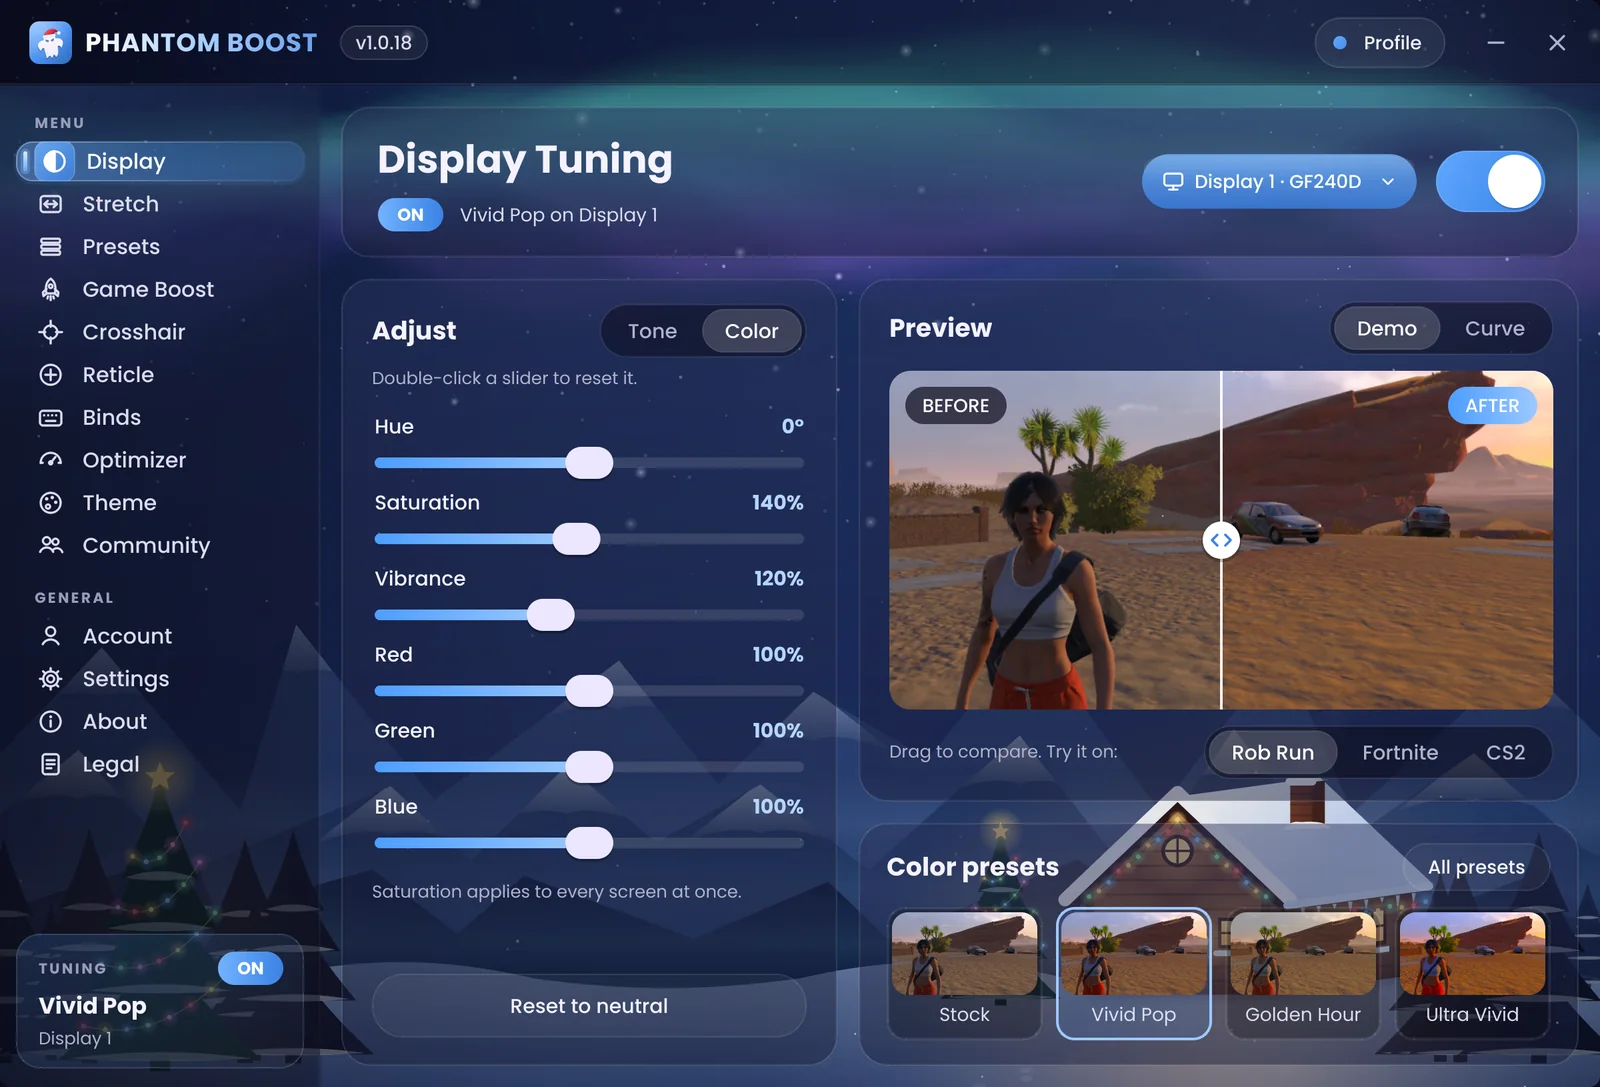 PHANTOM BOOST
v1.0.18
Profile
MENU
Display
Stretch
Presets
Game Boost
Crosshair
Reticle
Binds
Optimizer
Theme
Community
GENERAL
Account
Settings
About
Legal
TUNING
ON
Vivid Pop
Display 1
Display Tuning
ON
Vivid Pop on Display 1
Display 1 · GF240D
Adjust
Tone
Color
Double-click a slider to reset it.
Hue
0°
Saturation
140%
Vibrance
120%
Red
100%
Green
100%
Blue
100%
Saturation applies to every screen at once.
Reset to neutral
Preview
Demo
Curve
BEFORE
AFTER
Drag to compare. Try it on:
Rob Run
Fortnite
CS2
Color presets
All presets
Stock
Vivid Pop
Golden Hour
Ultra Vivid